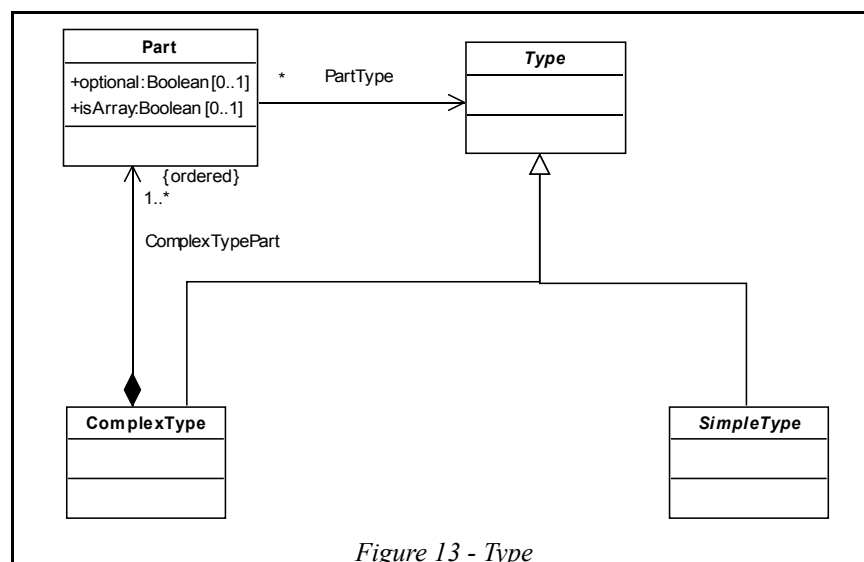 Part
+optional:Boolean [0..1]
+isArray:Boolean [0..1]
* PartType
Type
{ordered}
1..*
ComplexTypePart
ComplexType
SimpleType
Figure 13 - Type